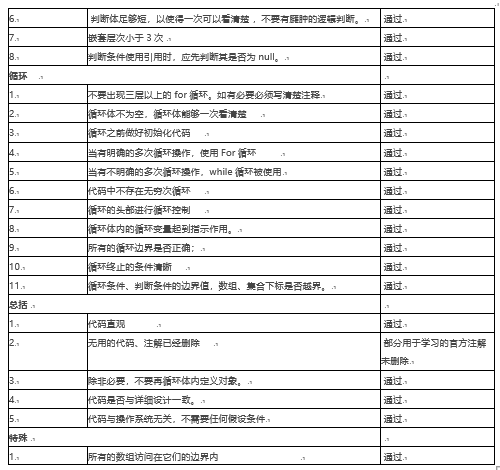 6. 判断体足够短，以使得一次可以看清楚，不要有臃肿的逻辑判断。 通过
7. 嵌套层次小于 3 次 通过
8. 判断条件使用引用时，应先判断其是否为 null。 通过
循环
1. 不要出现三层以上的 for 循环。如有必要必须写清楚注释 通过
2. 循环体不为空，循环体能够一次看清楚 通过
3. 循环之前做好初始化代码 通过
4. 当有明确的多次循环操作，使用 For 循环 通过
5. 当有不明确的多次循环操作，while 循环被使用 通过
6. 代码中不存在无穷次循环 通过
7. 循环的头部进行循环控制 通过
8. 循环体内的循环变量起到指示作用。 通过
9. 所有的循环边界是否正确； 通过
10. 循环终止的条件清晰 通过
11. 循环条件、判断条件的边界值，数组、集合下标是否越界。 通过
总括
1. 代码直观 通过
2. 无用的代码、注解已经删除 部分用于学习的官方注解
未删除
3. 除非必要，不要再循环体内定义对象。 通过
4. 代码是否与详细设计一致。 通过
5. 代码与操作系统无关，不需要任何假设条件 通过
特殊
1. 所有的数组访问在它们的边界内 通过